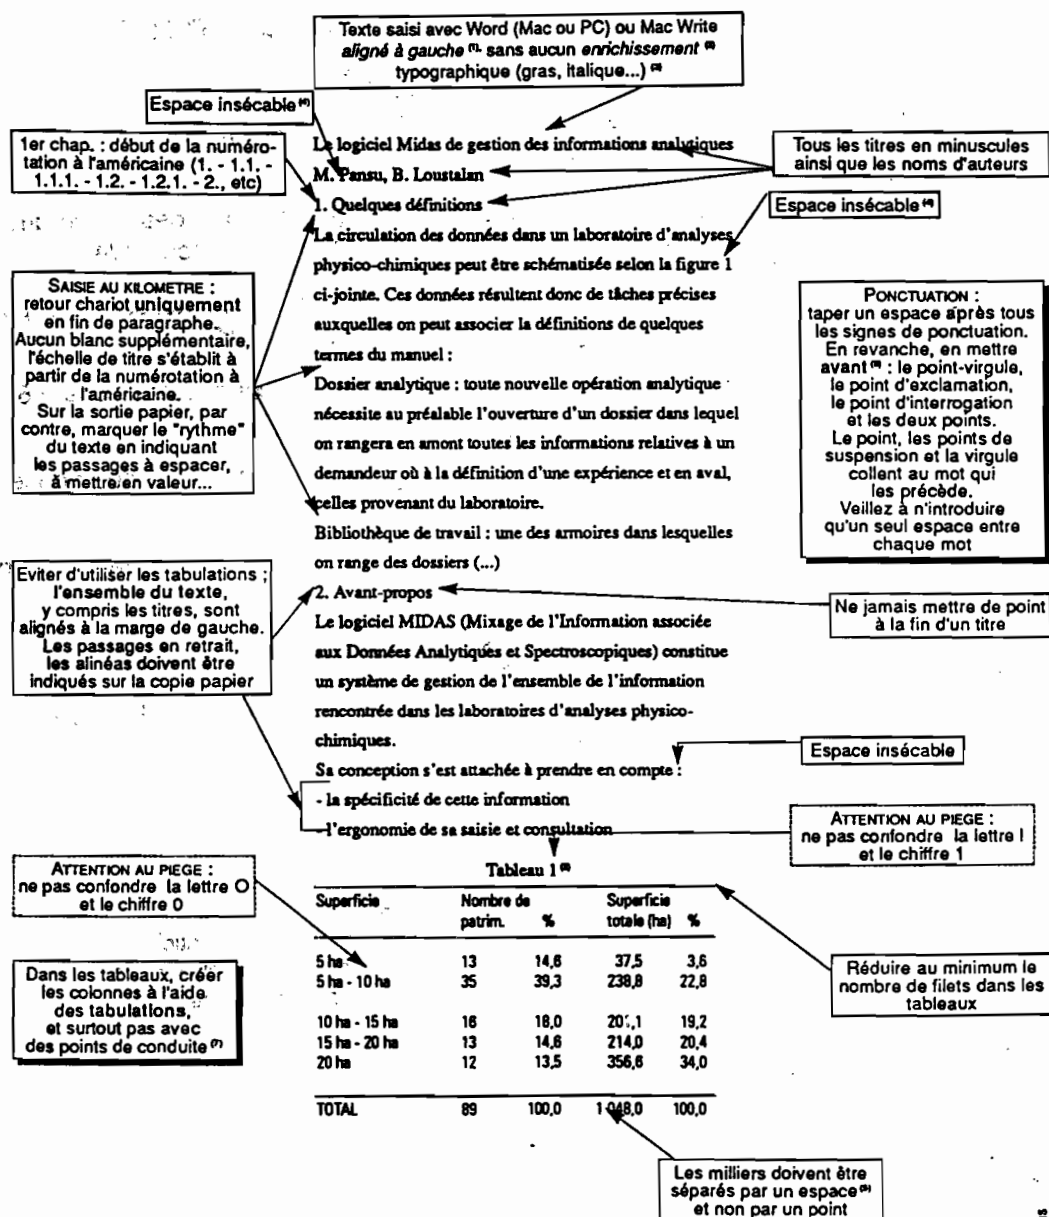 Texte saisi avec Word (Mac ou PC) ou Mac Write
aligné à gauche (1), sans aucun enrichissement
typographique (gras, italique...)
Espace insécable (4)
1er chap. : début de la numéro-
tation à l'américaine (1. - 1.1. -
1.1.1. - 1.2. - 1.2.1. - 2., etc)
Tous les titres en minuscules
ainsi que les noms d'auteurs
Espace insécable (4)
Le logiciel Midas de gestion des informations analytiques
M. Pansu, B. Loustalan
1. Quelques définitions
La circulation des données dans un laboratoire d'analyses
physico-chimiques peut être schématisée selon la figure 1
ci-jointe. Ces données résultent donc de tâches précises
auxquelles on peut associer la définitions de quelques
termes du manuel :
Dossier analytique : toute nouvelle opération analytique
nécessite au préalable l'ouverture d'un dossier dans lequel
on rangera en amont toutes les informations relatives à un
demandeur où à la définition d'une expérience et en aval,
celles provenant du laboratoire.
Bibliothèque de travail : une des armoires dans lesquelles
on range des dossiers (...)
2. Avant-propos
Le logiciel MIDAS (Mixage de l'Information associée
aux Données Analytiques et Spectroscopiques) constitue
un système de gestion de l'ensemble de l'information
rencontrée dans les laboratoires d'analyses physico-
chimiques.
Sa conception s'est attachée à prendre en compte :
- la spécificité de cette information
- l'ergonomie de sa saisie et consultation
SAISIE AU KILOMETRE :
retour chariot uniquement
en fin de paragraphe.
Aucun blanc supplémentaire,
l'échelle de titre s'établit à
partir de la numérotation à
l'américaine.
Sur la sortie papier, par
contre, marquer le "rythme"
du texte en indiquant
les passages à espacer,
à mettre en valeur...
PONCTUATION :
taper un espace après tous
les signes de ponctuation.
En revanche, en mettre
avant : le point-virgule,
le point d'exclamation,
le point d'interrogation
et les deux points.
Le point, les points de
suspension et la virgule
collent au mot qui
les précède.
Veillez à n'introduire
qu'un seul espace entre
chaque mot
Eviter d'utiliser les tabulations ;
l'ensemble du texte,
y compris les titres, sont
alignés à la marge de gauche.
Les passages en retrait,
les alinéas doivent être
indiqués sur la copie papier
Ne jamais mettre de point
à la fin d'un titre
Espace insécable
ATTENTION AU PIEGE :
ne pas confondre la lettre l
et le chiffre 1
ATTENTION AU PIEGE :
ne pas confondre la lettre O
et le chiffre 0
Dans les tableaux, créer
les colonnes à l'aide
des tabulations,
et surtout pas avec
des points de conduite (7)
Réduire au minimum le
nombre de filets dans les
tableaux
Tableau 1
Superficie Nombre de Superficie
patrim. % totale (ha) %
5 ha 13 14,6 37,5 3,6
5 ha - 10 ha 35 39,3 238,8 22,8
10 ha - 15 ha 16 18,0 19,2
15 ha - 20 ha 13 14,6 214,0 20,4
20 ha 12 13,5 356,6 34,0
TOTAL 89 100,0 1 048,0 100,0
Les milliers doivent être
séparés par un espace
et non par un point